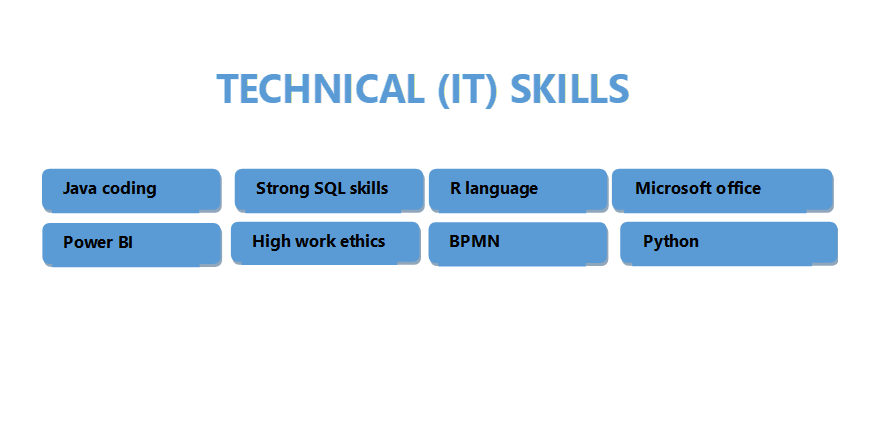 TECHNICAL (IT) SKILLS
Java coding
Strong SQL skills
R language
Microsoft office
Power BI
High work ethics
BPMN
Python